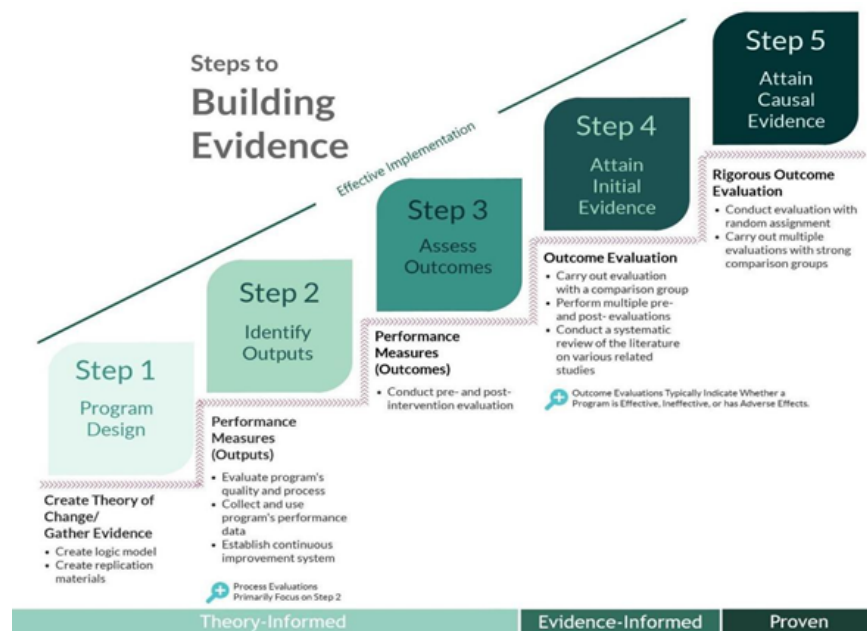 Steps to
Building
Evidence
Effective Implementation
Step 1
Program
Design
Create Theory of
Change/
Gather Evidence
• Create logic model
• Create replication
materials
Step 2
Identify
Outputs
Performance
Measures
(Outputs)
• Evaluate program's
quality and process
• Collect and use
program's performance
data
• Establish continuous
improvement system
Process Evaluations
Primarily Focus on Step 2
Step 3
Assess
Outcomes
Performance
Measures
(Outcomes)
• Conduct pre- and post-
intervention evaluation
Step 4
Attain
Initial
Evidence
Outcome Evaluation
• Carry out evaluation
with a comparison group
• Perform multiple pre-
and post- evaluations
• Conduct a systematic
review of the literature
on various related
studies
Outcome Evaluations Typically Indicate Whether a
Program is Effective, Ineffective, or has Adverse Effects.
Step 5
Attain
Causal
Evidence
Rigorous Outcome
Evaluation
• Conduct evaluation with
random assignment
• Carry out multiple
evaluations with strong
comparison groups
Theory-Informed
Evidence-Informed
Proven